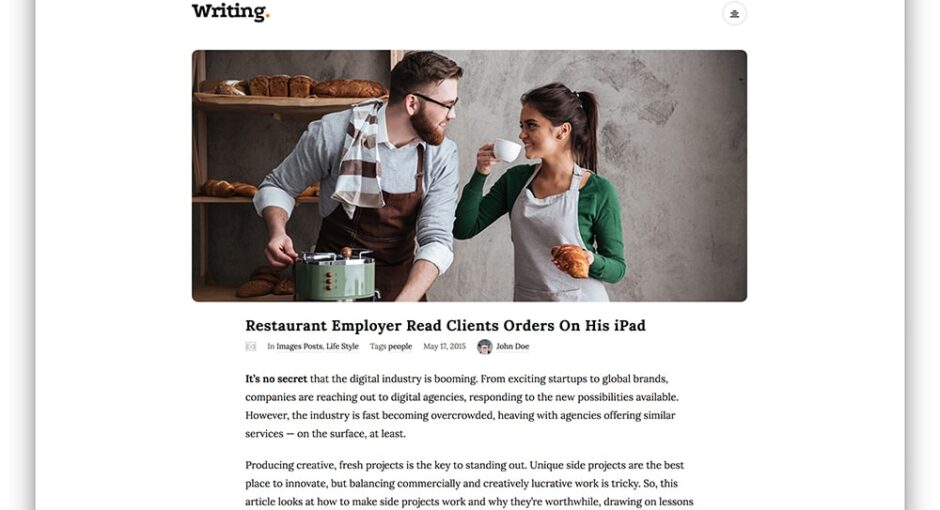 Writing.
Restaurant Employer Read Clients Orders On His iPad
In Images Posts, Life Style Tags people May 17, 2015 John Doe
It's no secret that the digital industry is booming. From exciting startups to global brands,
companies are reaching out to digital agencies, responding to the new possibilities available.
However, the industry is fast becoming overcrowded, heaving with agencies offering similar
services — on the surface, at least.
Producing creative, fresh projects is the key to standing out. Unique side projects are the best
place to innovate, but balancing commercially and creatively lucrative work is tricky. So, this
article looks at how to make side projects work and why they're worthwhile, drawing on lessons